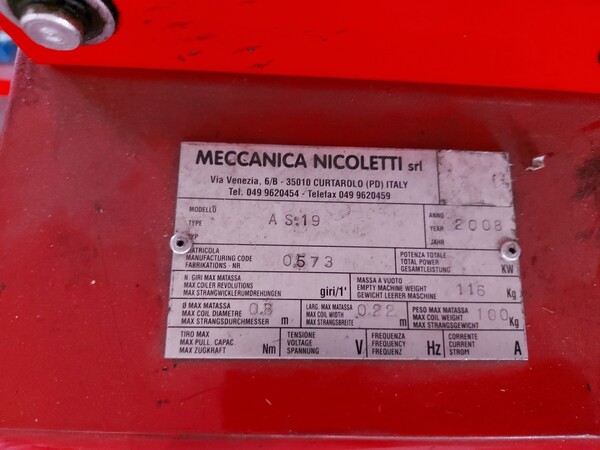 MECCANICA NICOLETTI srl
Via Venezia, 6/B - 35010 CURTAROLO (PD) ITALY
Tel. 049 9620454 - Telefax 049 9620459
MODELLO
TYPE AS.19
TYP
ANNO
YEAR 2008
JAHR
MATRICOLA
MANUFACTURING CODE 0573
FABRIKATIONS - NR
POTENZA TOTALE
TOTAL POWER
GESAMTLEISTUNG KW
N. GIRI MAX MATASSA
MAX COILER REVOLUTIONS
MAX STRANGWICKLERUMDREHUNGEN giri/1'
MASSA A VUOTO
EMPTY MACHINE WEIGHT 116 Kg
GEWICHT LEERER MASCHINE
Ø MAX MATASSA
MAX COIL DIAMETRE 0.8
MAX STRANGSDURCHMESSER m
LARG. MAX MATASSA
MAX COIL WIDTH 0.22
MAX STRANGSBREITE m
PESO MAX MATASSA
MAX COIL WEIGHT 100 Kg
MAX STRANGSGEWICHT
TIRO MAX
MAX PULL. CAPAC.
MAX ZUGKRAFT Nm
TENSIONE
VOLTAGE
SPANNUNG V
FREQUENZA
FREQUENCY
FREQUENZ Hz
CORRENTE
CURRENT
STROM A